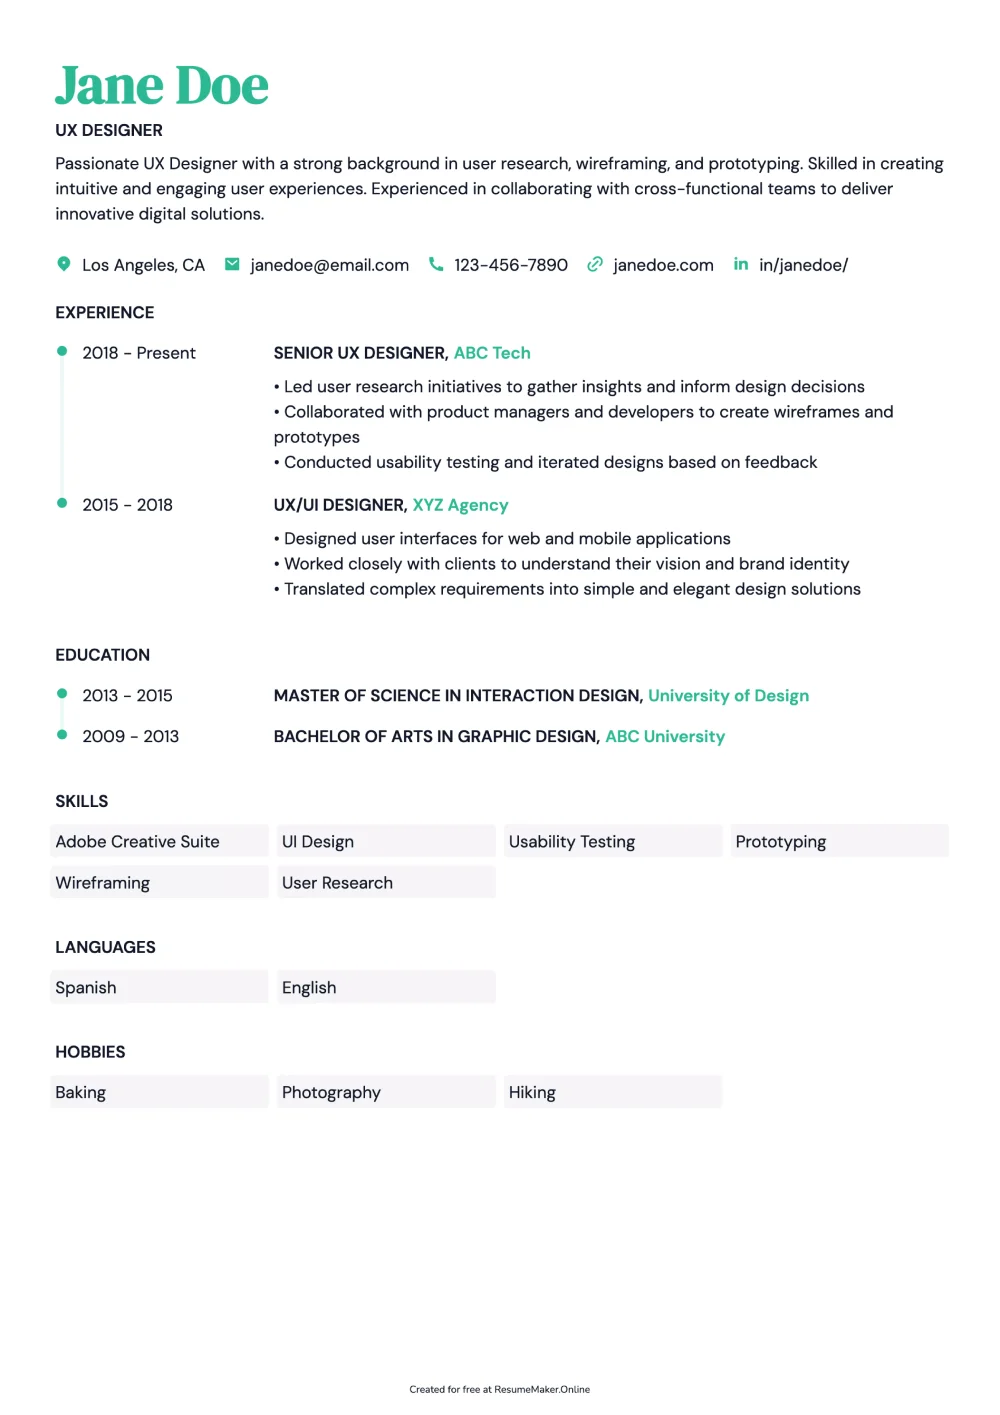 Jane Doe
UX DESIGNER
Passionate UX Designer with a strong background in user research, wireframing, and prototyping. Skilled in creating
intuitive and engaging user experiences. Experienced in collaborating with cross-functional teams to deliver
innovative digital solutions.
Los Angeles, CA janedoe@email.com 123-456-7890 janedoe.com in in/janedoe/
EXPERIENCE
2018 - Present SENIOR UX DESIGNER, ABC Tech
• Led user research initiatives to gather insights and inform design decisions
• Collaborated with product managers and developers to create wireframes and
prototypes
• Conducted usability testing and iterated designs based on feedback
2015 - 2018 UX/UI DESIGNER, XYZ Agency
• Designed user interfaces for web and mobile applications
• Worked closely with clients to understand their vision and brand identity
• Translated complex requirements into simple and elegant design solutions
EDUCATION
2013 - 2015 MASTER OF SCIENCE IN INTERACTION DESIGN, University of Design
2009 - 2013 BACHELOR OF ARTS IN GRAPHIC DESIGN, ABC University
SKILLS
Adobe Creative Suite UI Design Usability Testing Prototyping
Wireframing User Research
LANGUAGES
Spanish English
HOBBIES
Baking Photography Hiking
Created for free at ResumeMaker.Online